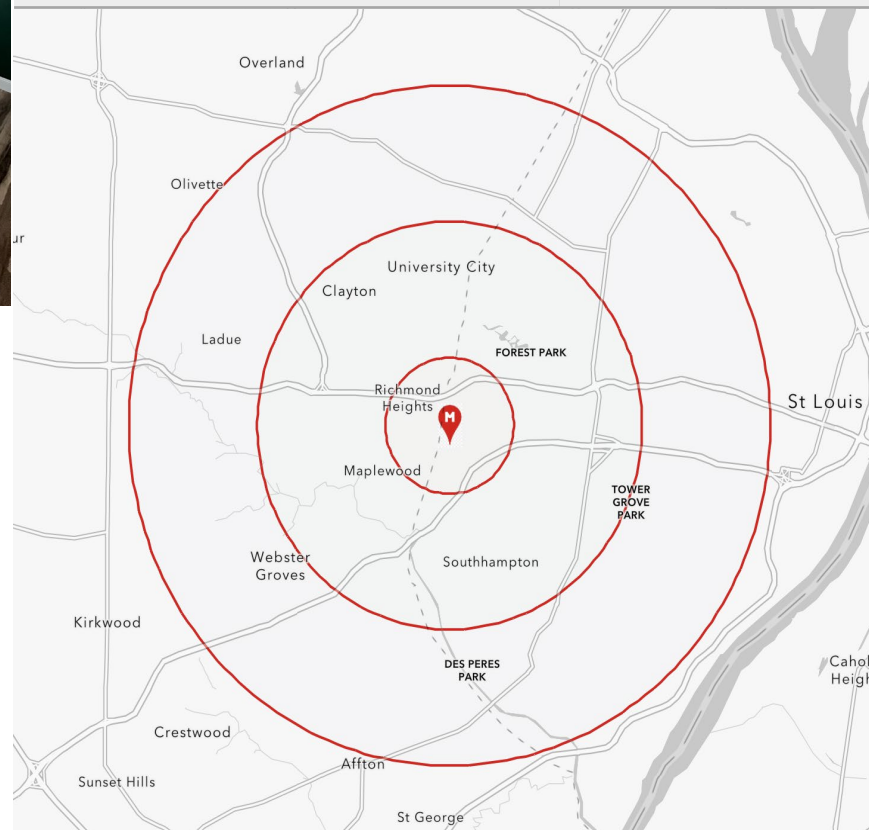 Overland
Olivette
ur
University City
Clayton
Ladue
FOREST PARK
Richmond
Heights
St Louis
M
Maplewood
TOWER
GROVE
PARK
Webster
Groves
Southhampton
Kirkwood
DES PERES
PARK
Cahol
Heigh
Crestwood
Affton
Sunset Hills
St George